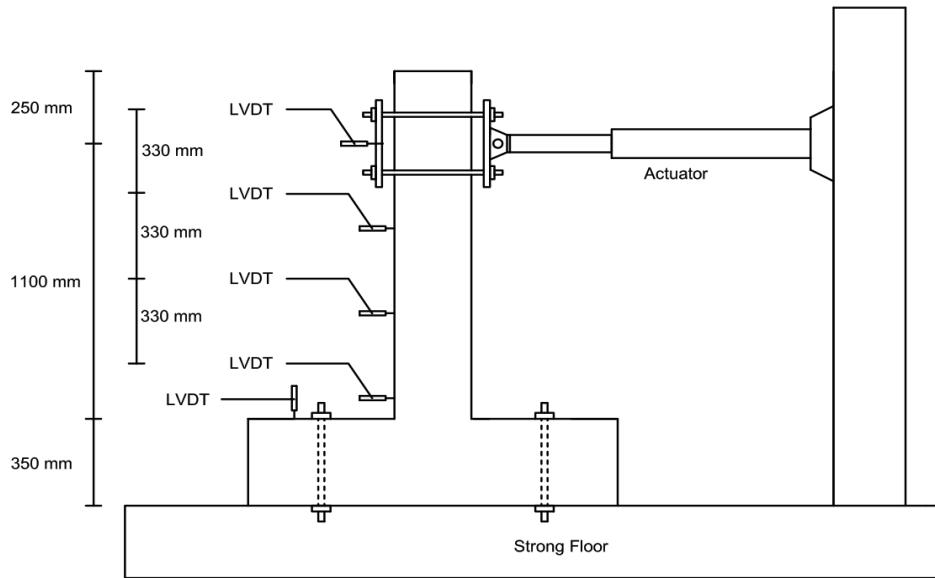 250 mm
LVDT
330 mm
Actuator
LVDT
330 mm
1100 mm
LVDT
330 mm
LVDT
LVDT
350 mm
Strong Floor